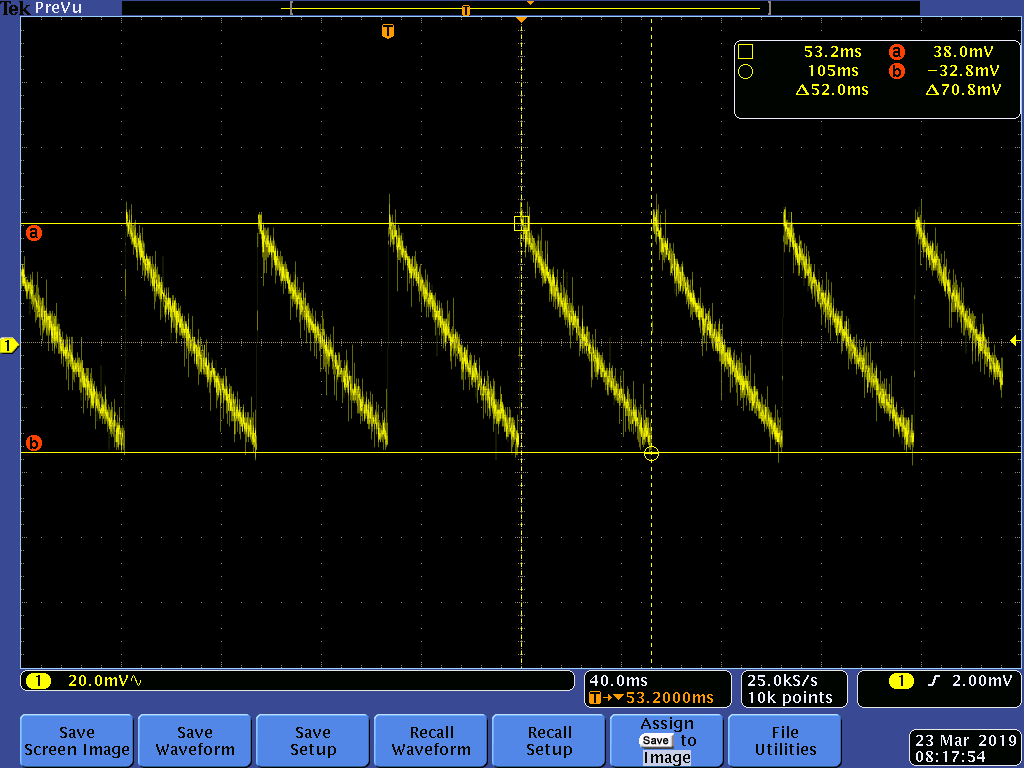 Tek PreVu
T
T
53.2ms a 38.0mV
105ms b −32.8mV
Δ52.0ms Δ70.8mV
a
1
b
1 20.0mV∿
40.0ms
T→▼53.2000ms
25.0kS/s
10k points
1 2.00mV
Save
Screen Image
Save
Waveform
Save
Setup
Recall
Waveform
Recall
Setup
Assign
Save to
Image
File
Utilities
23 Mar 2019
08:17:54